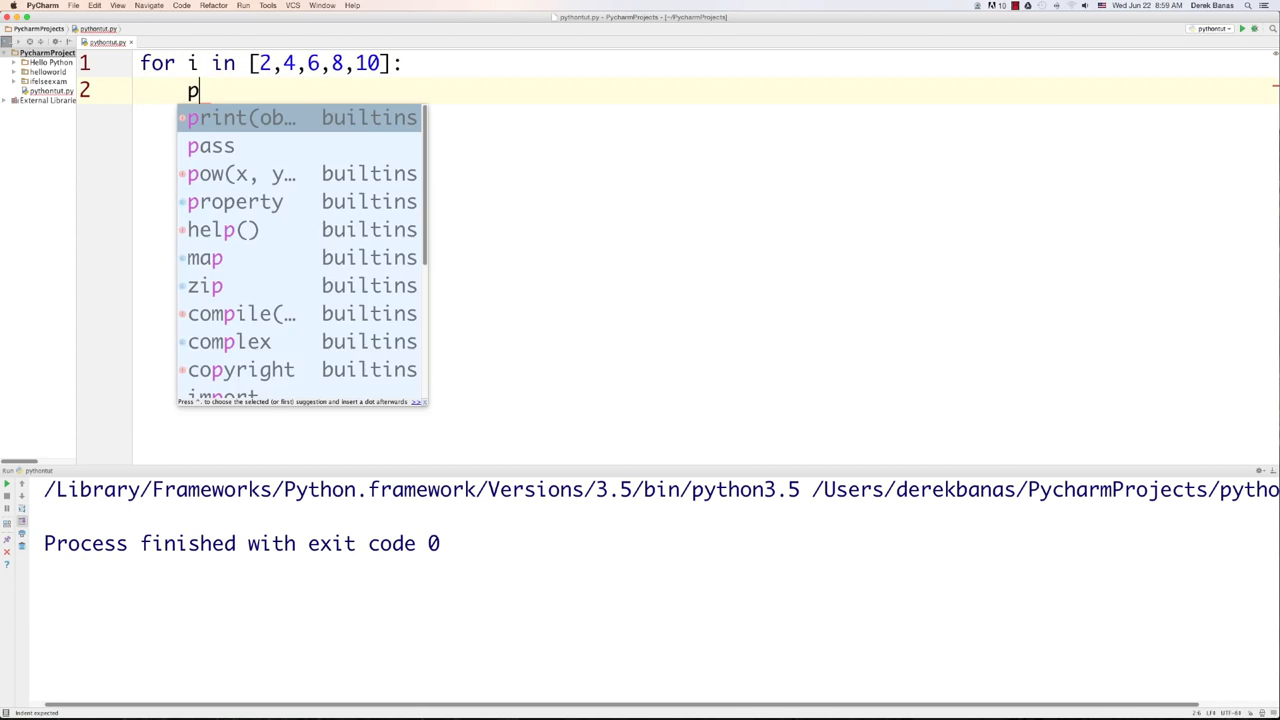 PyCharm File Edit View Navigate Code Refactor Run Tools VCS Window Help 10 Wed Jun 22 8:59 AM Derek Banas
pythontut.py - PycharmProjects - [~/PycharmProjects]
PycharmProjects pythontut.py pythontut
pythontut.py
PycharmProject
Hello Python
helloworld
ifelseexam
pythontut.py
External Librarie
1 for i in [2,4,6,8,10]:
2 p
print(ob… builtins
pass
pow(x, y… builtins
property builtins
help() builtins
map builtins
zip builtins
compile(… builtins
complex builtins
copyright builtins
import
Press ^. to choose the selected (or first) suggestion and insert a dot afterwards >>
Run pythontut
/Library/Frameworks/Python.framework/Versions/3.5/bin/python3.5 /Users/derekbanas/PycharmProjects/pytho
Process finished with exit code 0
Indent expected 2:6 LF÷ UTF-8÷